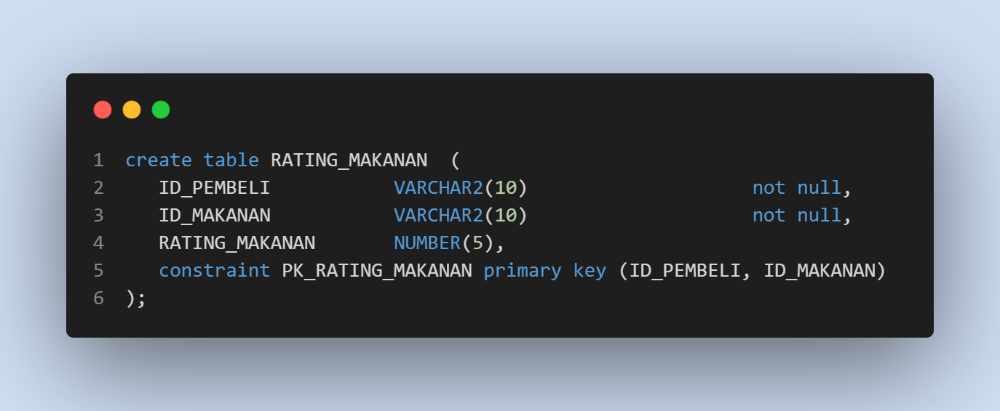 1 create table RATING_MAKANAN  (
2    ID_PEMBELI           VARCHAR2(10)                    not null,
3    ID_MAKANAN           VARCHAR2(10)                    not null,
4    RATING_MAKANAN       NUMBER(5),
5    constraint PK_RATING_MAKANAN primary key (ID_PEMBELI, ID_MAKANAN)
6 );